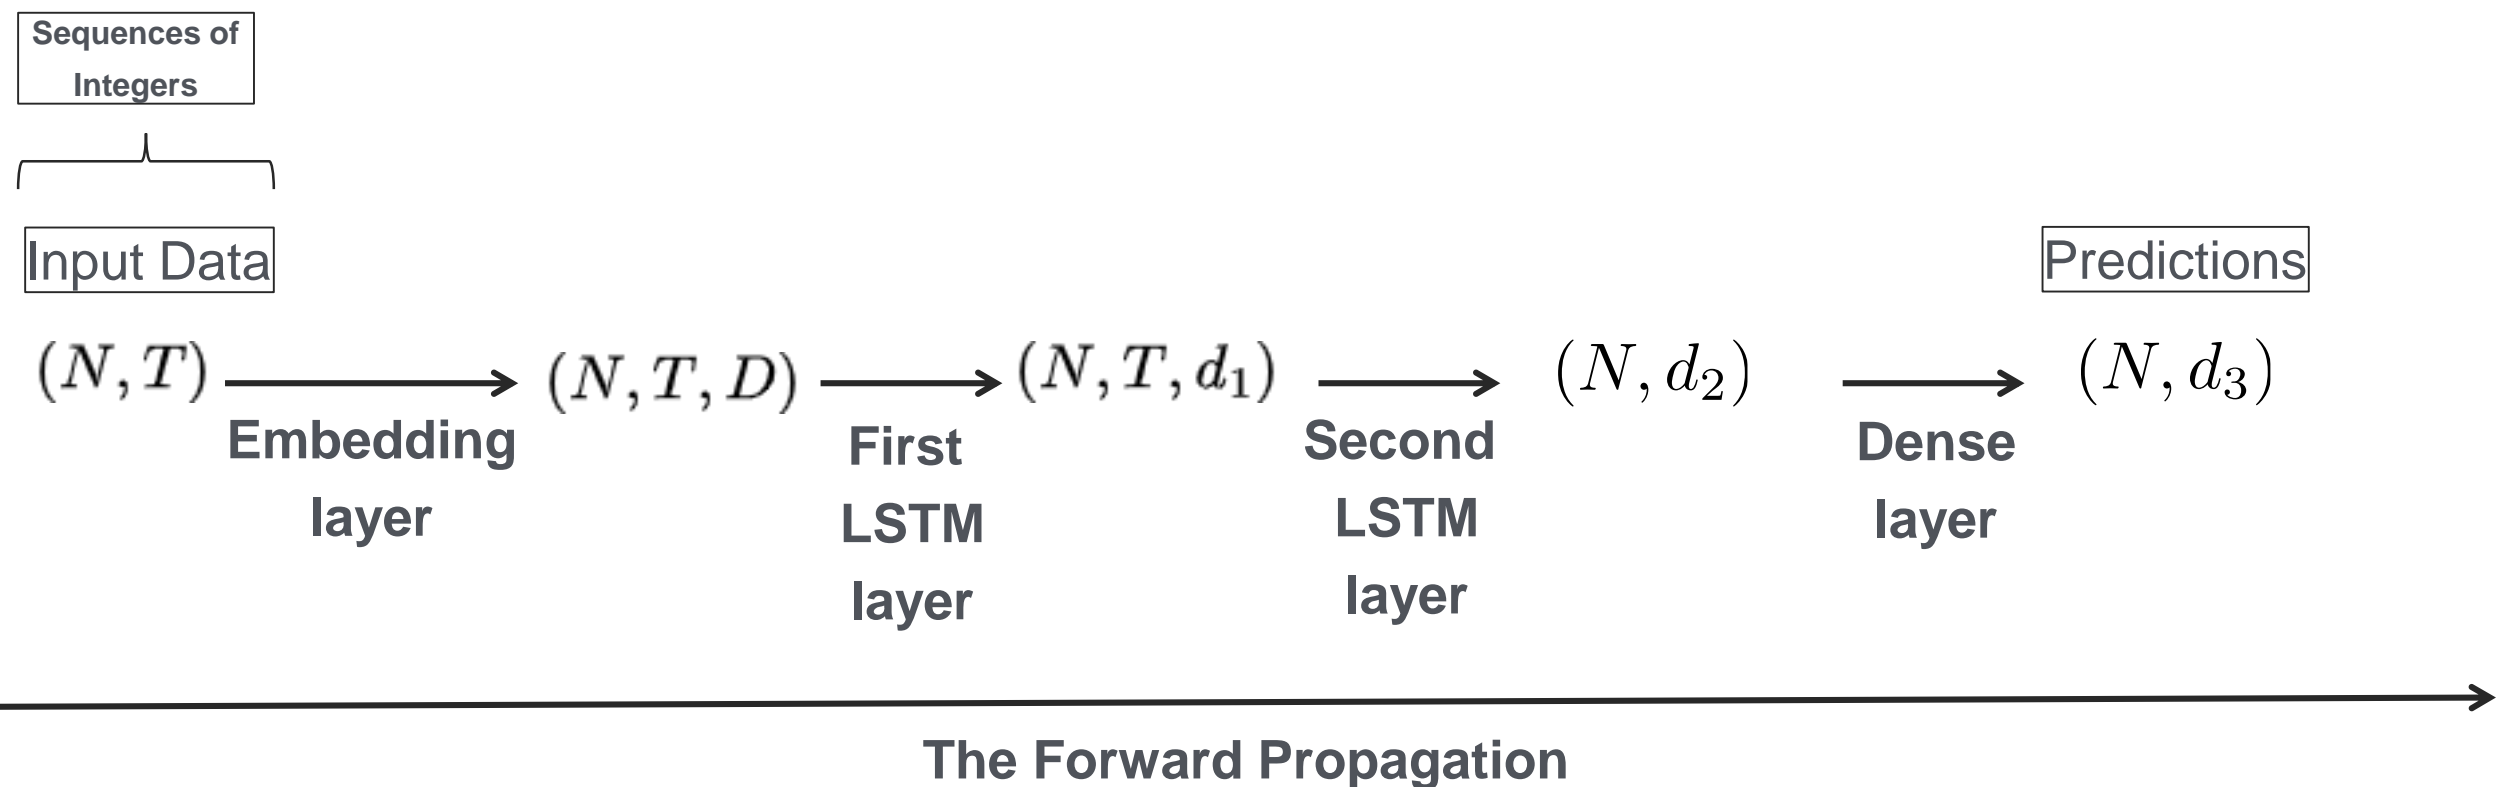 Sequences of
Integers
Input Data
Predictions
(N, T)
(N, T, D)
(N, T, d₁)
(N, d₂)
(N, d₃)
Embedding
layer
First
LSTM
layer
Second
LSTM
layer
Dense
layer
The Forward Propagation